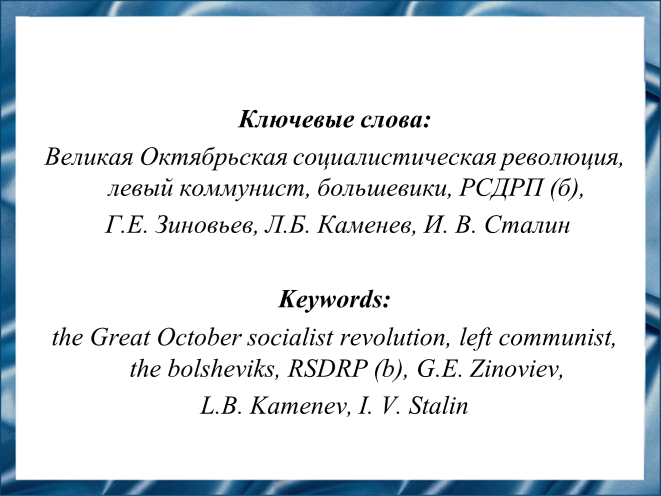 Ключевые слова:
Великая Октябрьская социалистическая революция,
левый коммунист, большевики, РСДРП (б),
Г.Е. Зиновьев, Л.Б. Каменев, И. В. Сталин
Keywords:
the Great October socialist revolution, left communist,
the bolsheviks, RSDRP (b), G.E. Zinoviev,
L.B. Kamenev, I. V. Stalin